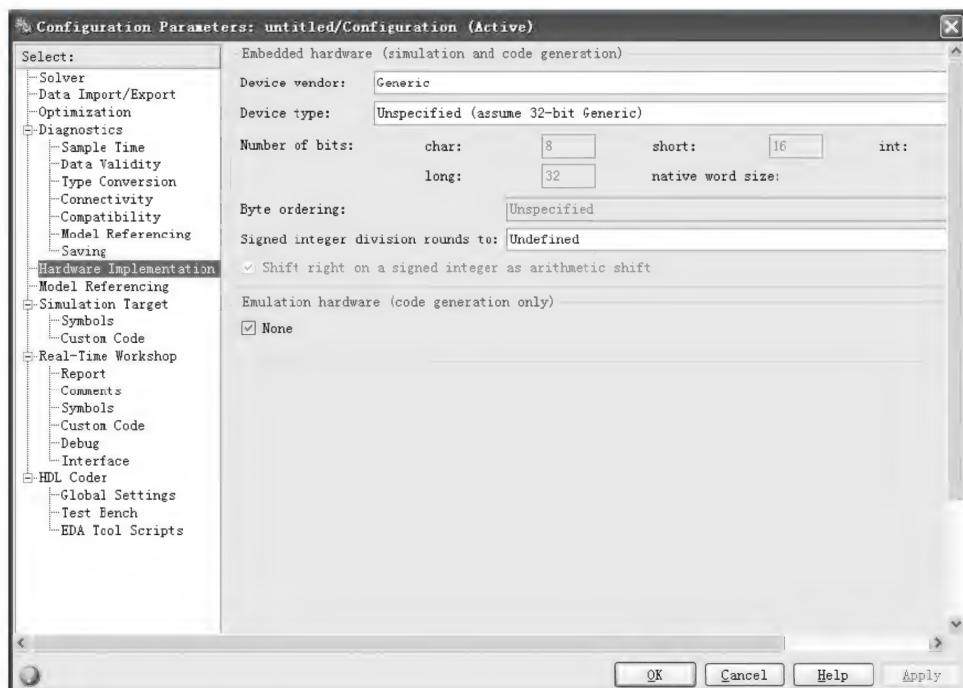 Configuration Parameters: untitled/Configuration (Active)
Select:
Solver
Data Import/Export
Optimization
Diagnostics
Sample Time
Data Validity
Type Conversion
Connectivity
Compatibility
Model Referencing
Saving
Hardware Implementation
Model Referencing
Simulation Target
Symbols
Custom Code
Real-Time Workshop
Report
Comments
Symbols
Custom Code
Debug
Interface
HDL Coder
Global Settings
Test Bench
EDA Tool Scripts
Embedded hardware (simulation and code generation)
Device vendor: Generic
Device type: Unspecified (assume 32-bit Generic)
Number of bits: char: 8 short: 16 int:
long: 32 native word size:
Byte ordering: Unspecified
Signed integer division rounds to: Undefined
Shift right on a signed integer as arithmetic shift
Emulation hardware (code generation only)
None
OK Cancel Help Apply